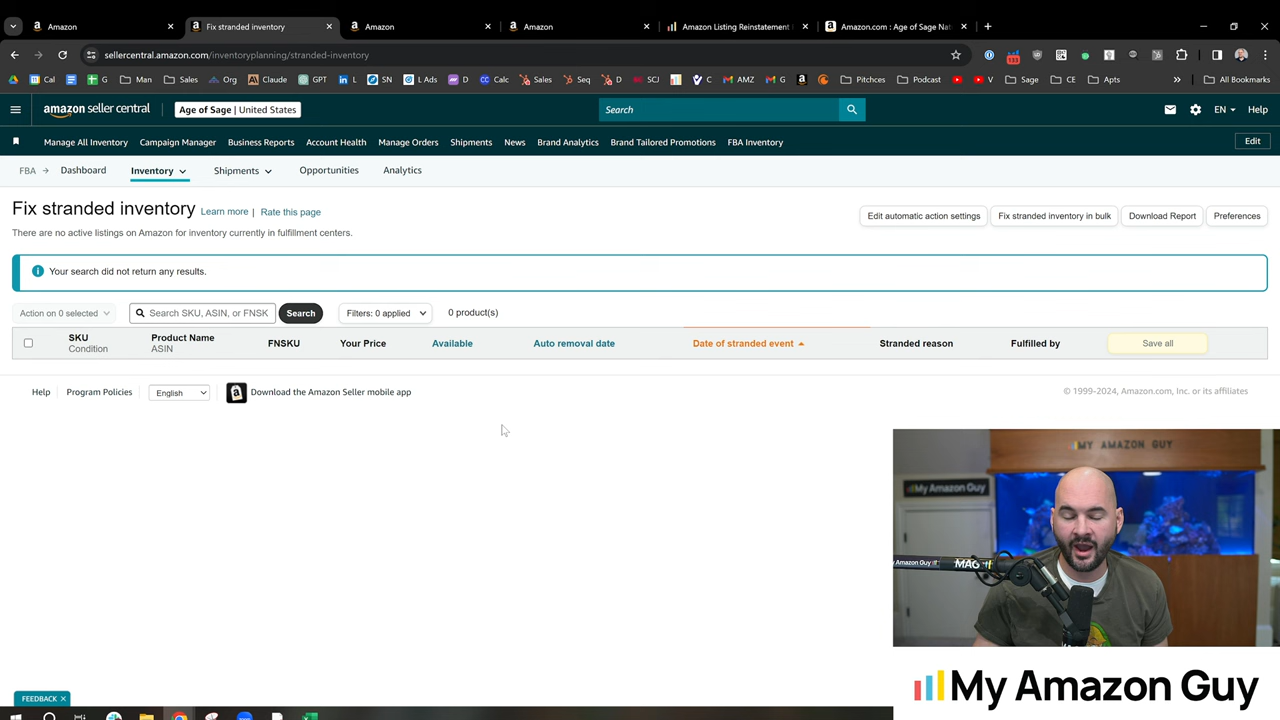 Amazon
Fix stranded inventory
Amazon
Amazon
Amazon Listing Reinstatement
Amazon.com : Age of Sage Nat
sellercentral.amazon.com/inventoryplanning/stranded-inventory
133
Cal
G
Man
Sales
Org
Claude
GPT
L
SN
L Ads
D
Calc
Sales
Seq
D
SCJ
C
AMZ
G
Pitchces
Podcast
V
Sage
CE
Apts
All Bookmarks
amazon seller central
Age of Sage | United States
Search
EN
Help
Manage All Inventory
Campaign Manager
Business Reports
Account Health
Manage Orders
Shipments
News
Brand Analytics
Brand Tailored Promotions
FBA Inventory
Edit
FBA
Dashboard
Inventory
Shipments
Opportunities
Analytics
Fix stranded inventory
Learn more | Rate this page
Edit automatic action settings
Fix stranded inventory in bulk
Download Report
Preferences
There are no active listings on Amazon for inventory currently in fulfillment centers.
Your search did not return any results.
Action on 0 selected
Search SKU, ASIN, or FNSK
Search
Filters: 0 applied
0 product(s)
SKU
Condition
Product Name
ASIN
FNSKU
Your Price
Available
Auto removal date
Date of stranded event
Stranded reason
Fulfilled by
Save all
Help
Program Policies
English
Download the Amazon Seller mobile app
© 1999-2024, Amazon.com, Inc. or its affiliates
MY AMAZON GUY
My Amazon Guy
Amazon Guy
MAG
My Amazon Guy
FEEDBACK